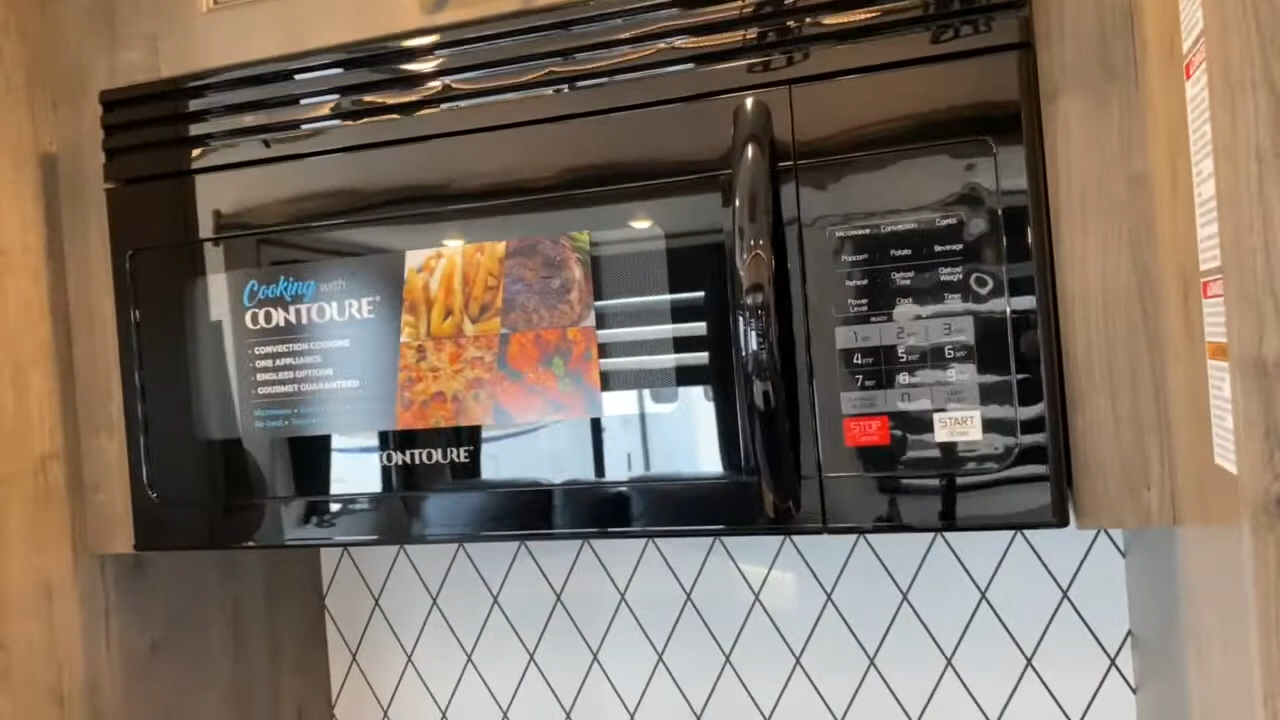 Cooking with
CONTOURE®
• CONVECTION COOKING
• ONE APPLIANCE
• ENDLESS OPTIONS
• GOURMET GUARANTEED
CONTOURE®
Microwave Convection Combi
Popcorn Potato Beverage
Reheat Defrost Time Defrost Weight
Power Level Clock Timer
READY
1 2 3
4 5 6
7 8 9
0
STOP START
Cancel